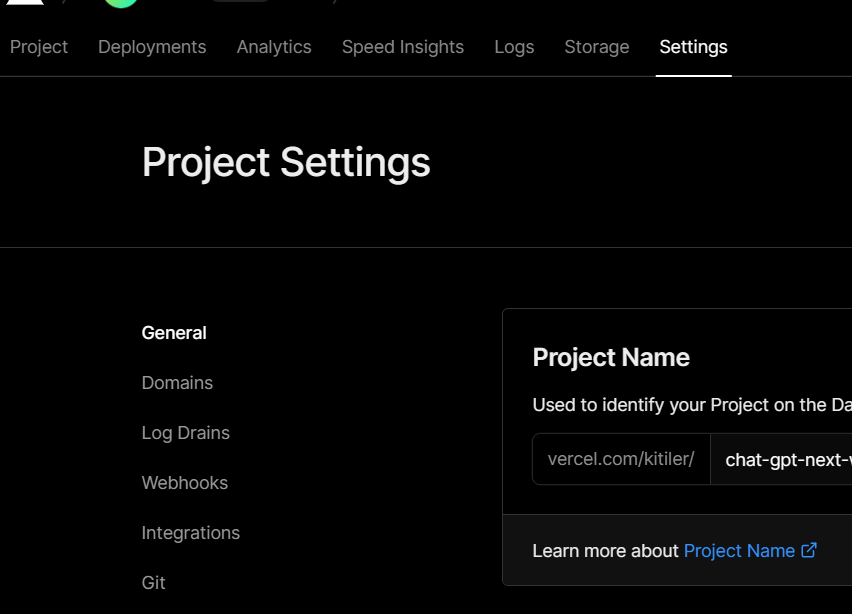 Project Deployments Analytics Speed Insights Logs Storage Settings
Project Settings
General
Domains
Log Drains
Webhooks
Integrations
Git
Project Name
Used to identify your Project on the Da
vercel.com/kitiler/ chat-gpt-next-
Learn more about Project Name